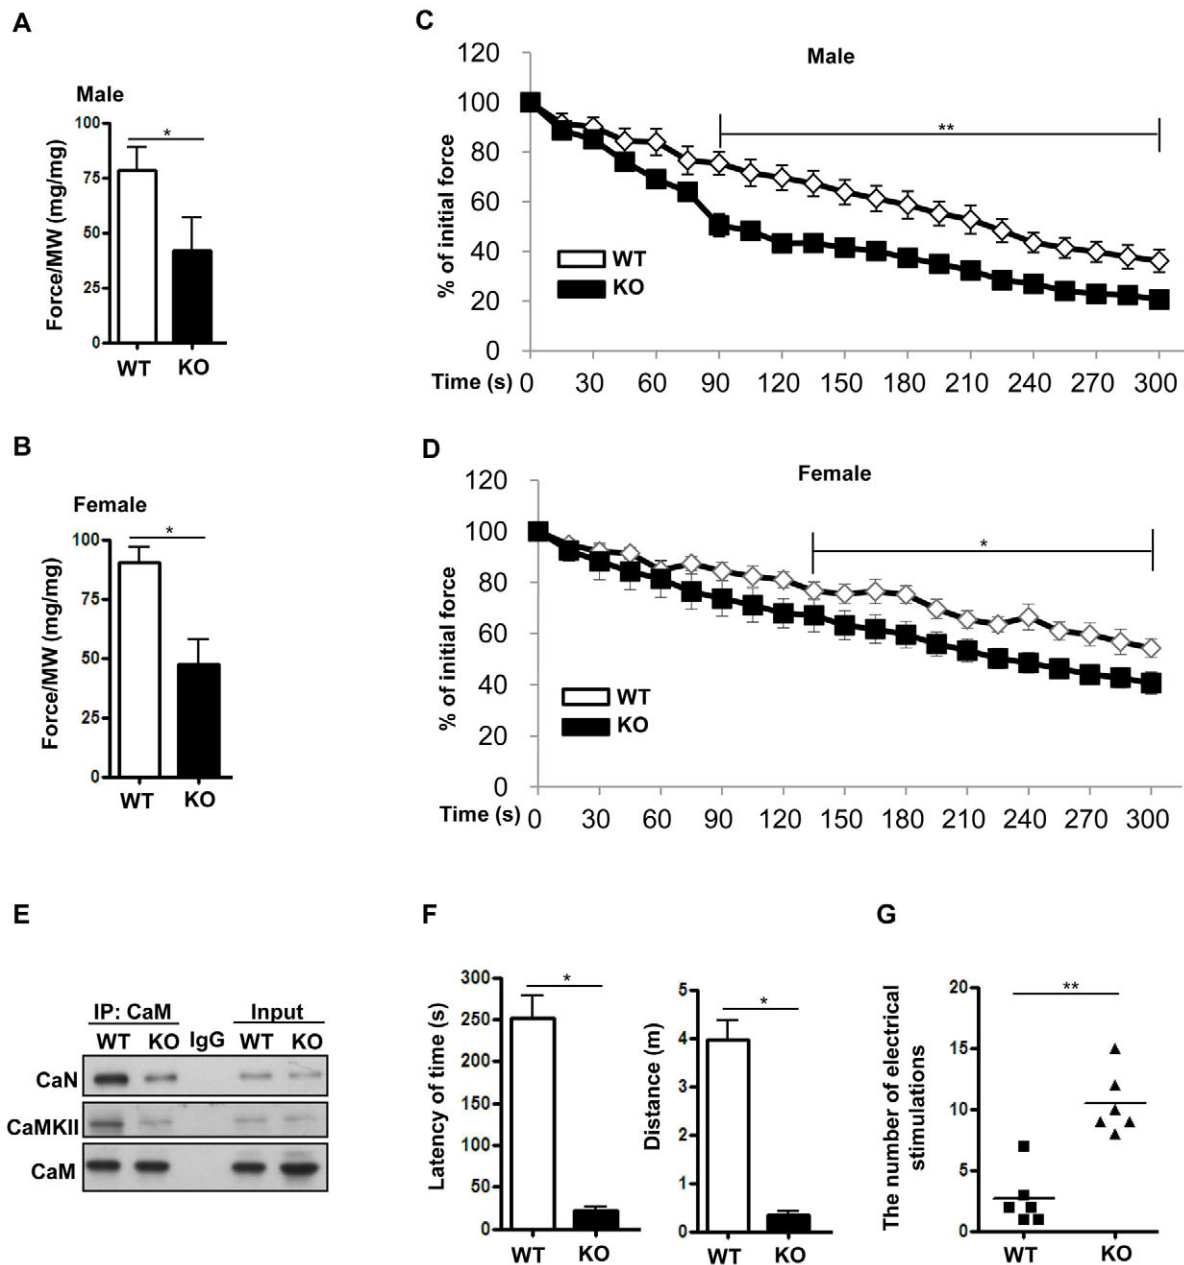 A
Male
Force/MW (mg/mg)
100
75
50
25
0
*
WT KO
C
Male
% of initial force
120
100
80
60
40
20
0
**
WT
KO
Time (s) 0 30 60 90 120 150 180 210 240 270 300
B
Female
Force/MW (mg/mg)
100
75
50
25
0
*
WT KO
D
Female
% of initial force
120
100
80
60
40
20
0
*
WT
KO
Time (s) 0 30 60 90 120 150 180 210 240 270 300
E
IP: CaM Input
WT KO IgG WT KO
CaN
CaMKII
CaM
F
Latency of time (s)
300
250
200
150
100
50
0
*
WT KO
Distance (m)
5
4
3
2
1
0
*
WT KO
G
The number of electrical
stimulations
20
15
10
5
0
**
WT KO